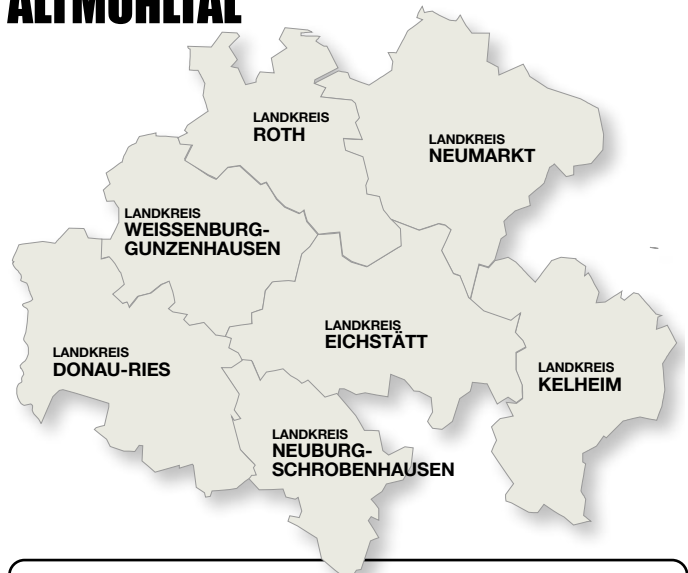 ALTMÜHLTAL
LANDKREIS
ROTH
LANDKREIS
NEUMARKT
LANDKREIS
WEISSENBURG-
GUNZENHAUSEN
LANDKREIS
EICHSTÄTT
LANDKREIS
DONAU-RIES
LANDKREIS
KELHEIM
LANDKREIS
NEUBURG-
SCHROBENHAUSEN